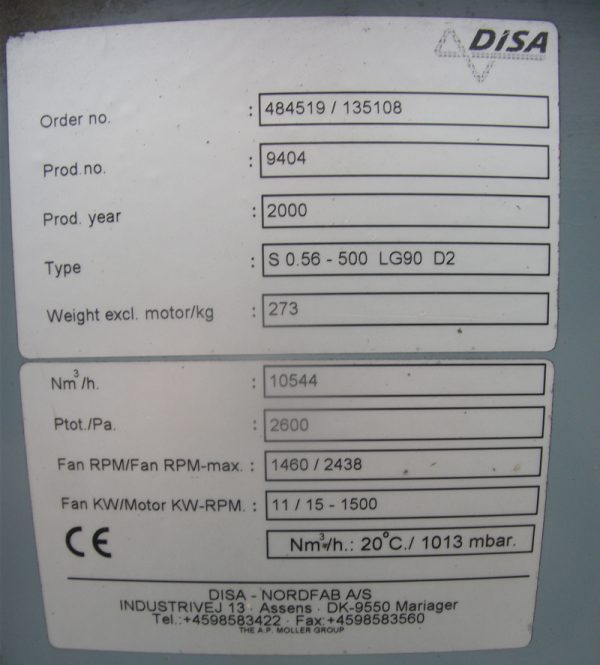 DISA
Order no. : 484519 / 135108
Prod.no. : 9404
Prod. year : 2000
Type : S 0.56 - 500 LG90 D2
Weight excl. motor/kg : 273
Nm³/h. : 10544
Ptot./Pa. : 2600
Fan RPM/Fan RPM-max. : 1460 / 2438
Fan KW/Motor KW-RPM. : 11 / 15 - 1500
CE Nm³/h.: 20°C./ 1013 mbar.
DISA - NORDFAB A/S
INDUSTRIVEJ 13 · Assens · DK-9550 Mariager
Tel.:+4598583422 · Fax:+4598583560
THE A.P. MOLLER GROUP